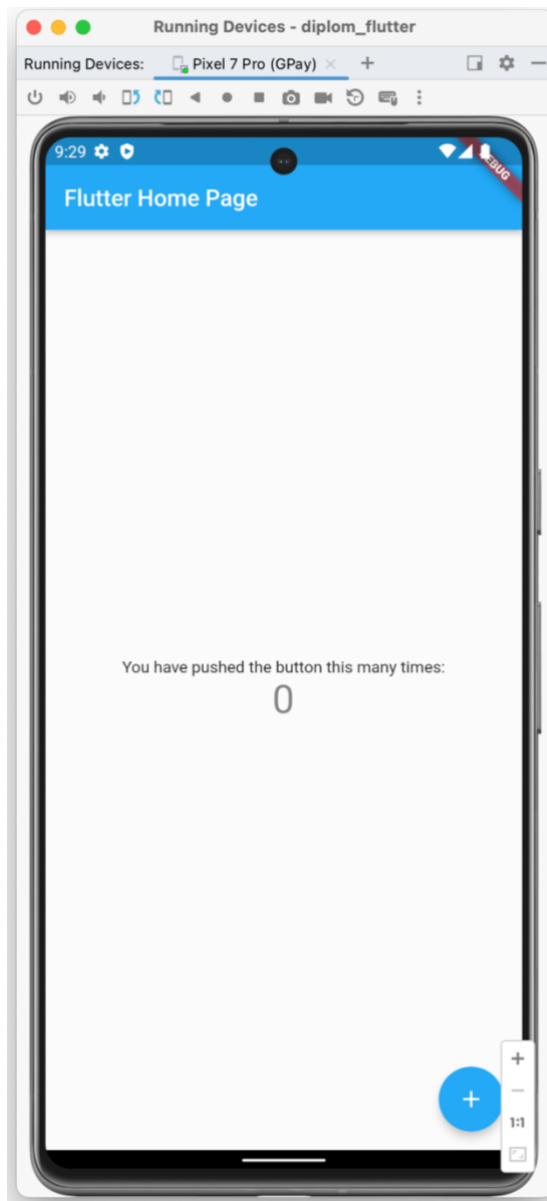 Running Devices - diplom_flutter
Running Devices: Pixel 7 Pro (GPay)
9:29
DEBUG
Flutter Home Page
You have pushed the button this many times:
0
1:1